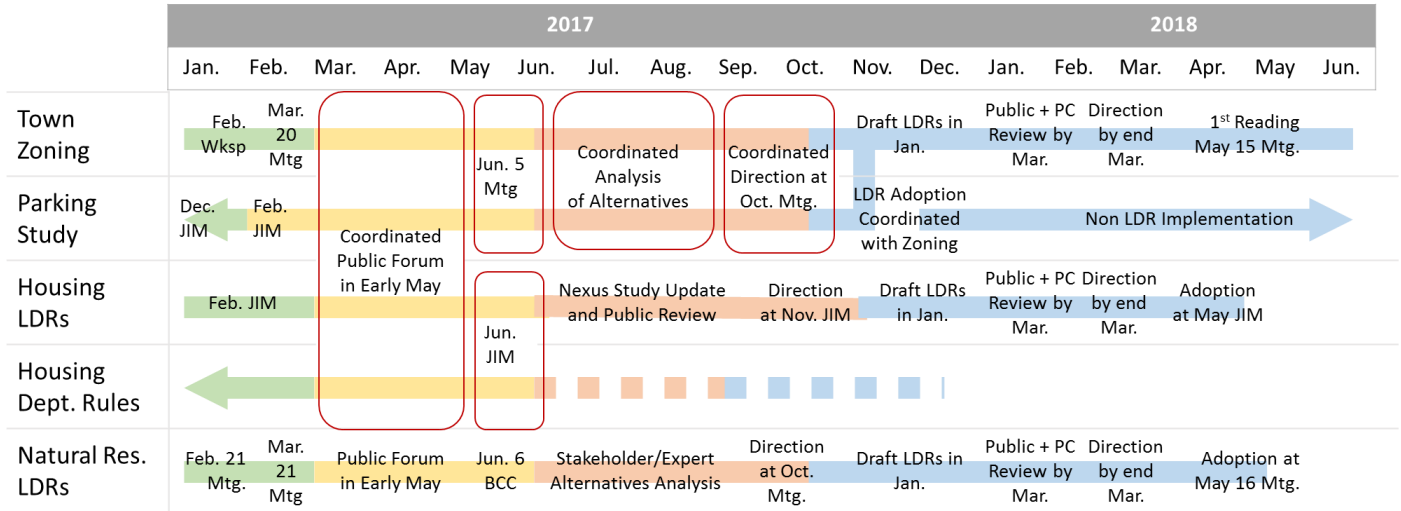 2017
2018
Jan.
Feb.
Mar.
Apr.
May
Jun.
Jul.
Aug.
Sep.
Oct.
Nov.
Dec.
Jan.
Feb.
Mar.
Apr.
May
Jun.
Town
Zoning
Feb.
Wksp
Mar.
20
Mtg
Jun. 5
Mtg
Coordinated
Analysis
of Alternatives
Coordinated
Direction at
Oct. Mtg.
Draft LDRs in
Jan.
Public + PC
Review by
Mar.
Direction
by end
Mar.
1st Reading
May 15 Mtg.
Parking
Study
Dec.
JIM
Feb.
JIM
Coordinated
Public Forum
in Early May
LDR Adoption
Coordinated
with Zoning
Non LDR Implementation
Housing
LDRs
Feb. JIM
Jun.
JIM
Nexus Study Update
and Public Review
Direction
at Nov. JIM
Draft LDRs
in Jan.
Public + PC
Review by
Mar.
Direction
by end
Mar.
Adoption
at May JIM
Housing
Dept. Rules
Natural Res.
LDRs
Feb. 21
Mtg.
Mar.
21
Mtg
Public Forum
in Early May
Jun. 6
BCC
Stakeholder/Expert
Alternatives Analysis
Direction
at Oct.
Mtg.
Draft LDRs in
Jan.
Public + PC
Review by
Mar.
Direction
by end
Mar.
Adoption at
May 16 Mtg.